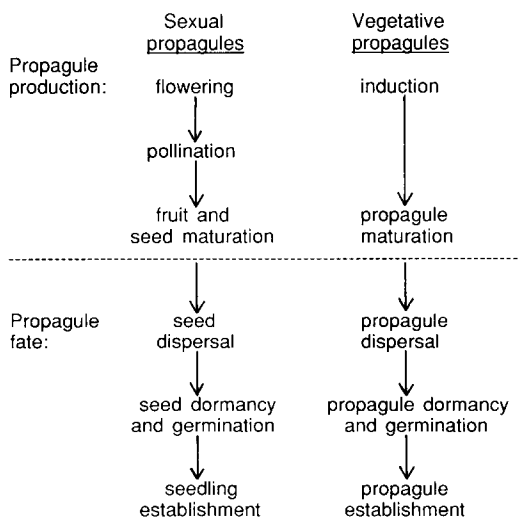 Sexual propagules
Vegetative propagules
Propagule production:
flowering
induction
pollination
fruit and seed maturation
propagule maturation
Propagule fate:
seed dispersal
propagule dispersal
seed dormancy and germination
propagule dormancy and germination
seedling establishment
propagule establishment